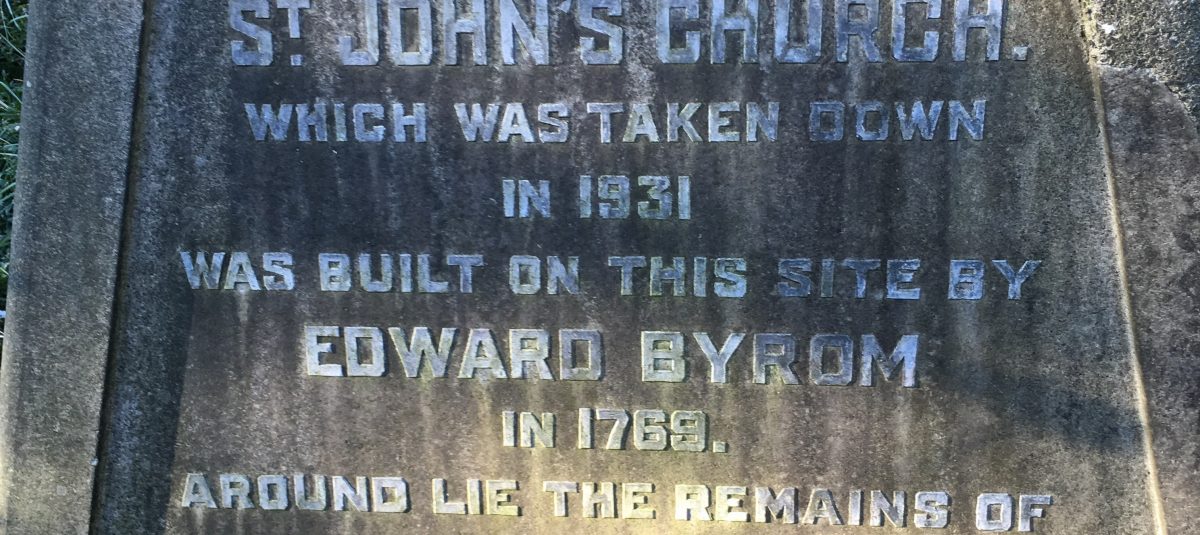 ST. JOHN'S CHURCH.
WHICH WAS TAKEN DOWN
IN 1931
WAS BUILT ON THIS SITE BY
EDWARD BYROM
IN 1769.
AROUND LIE THE REMAINS OF